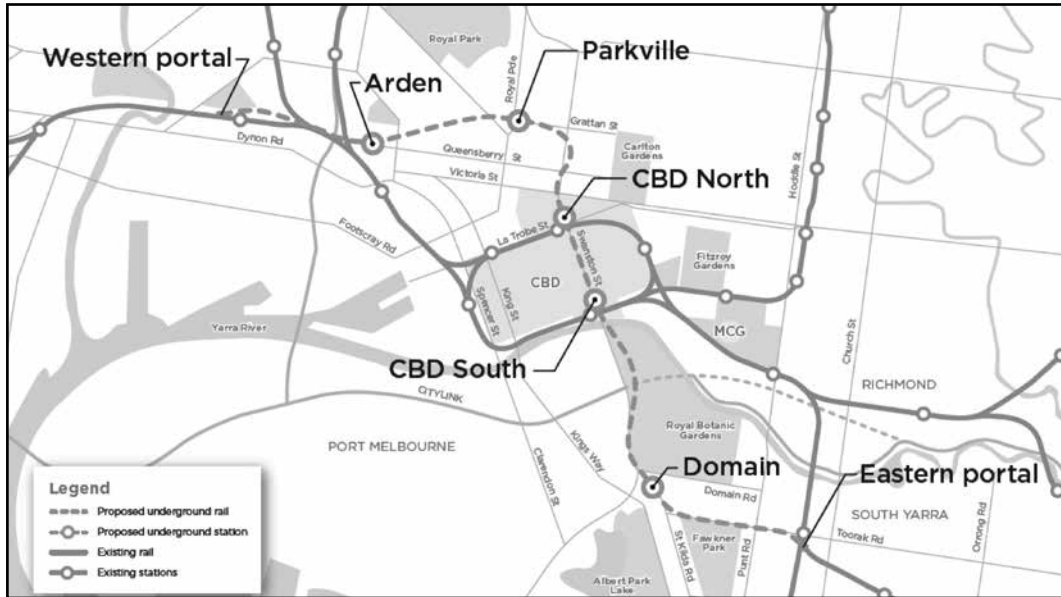 Royal Park
Parkville
Western portal
Royal Pde
Arden
Grattan St
Dynon Rd
Queensberry St
Carlton
Gardens
Hoddle St
Victoria St
CBD North
Footscray Rd
La Trobe St
Swanston St
Fitzroy
Gardens
CBD
King St
Spencer St
Yarra River
MCG
Church St
CBD South
CITYLINK
RICHMOND
Royal Botanic
Gardens
PORT MELBOURNE
Kings Way
Clarendon St
Domain
Eastern portal
Domain Rd
SOUTH YARRA
Orrong Rd
Toorak Rd
St Kilda Rd
Fawkner
Park
Punt Rd
Albert Park
Lake
Legend
Proposed underground rail
Proposed underground station
Existing rail
Existing stations